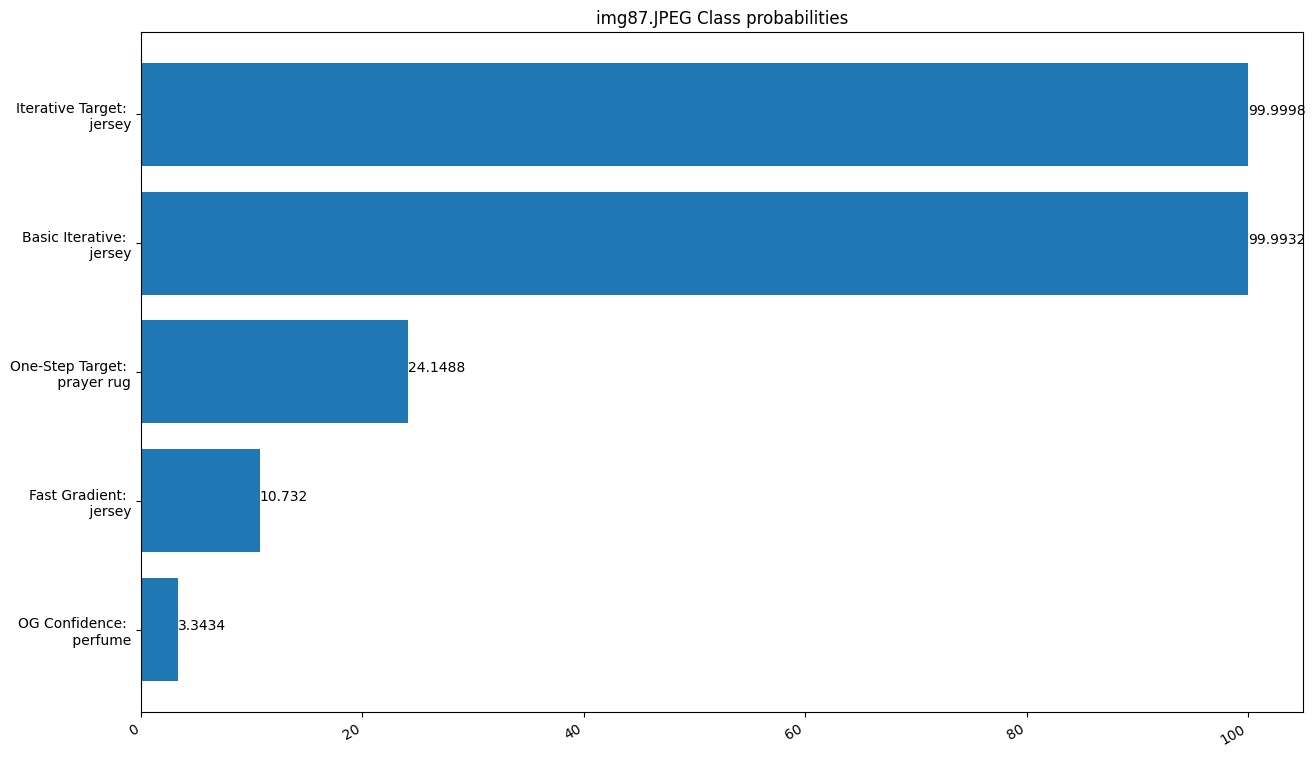 img87.JPEG Class probabilities
Iterative Target:
jersey
99.9998
Basic Iterative:
jersey
99.9932
One-Step Target:
prayer rug
24.1488
Fast Gradient:
jersey
10.732
OG Confidence:
perfume
3.3434
0 20 40 60 80 100